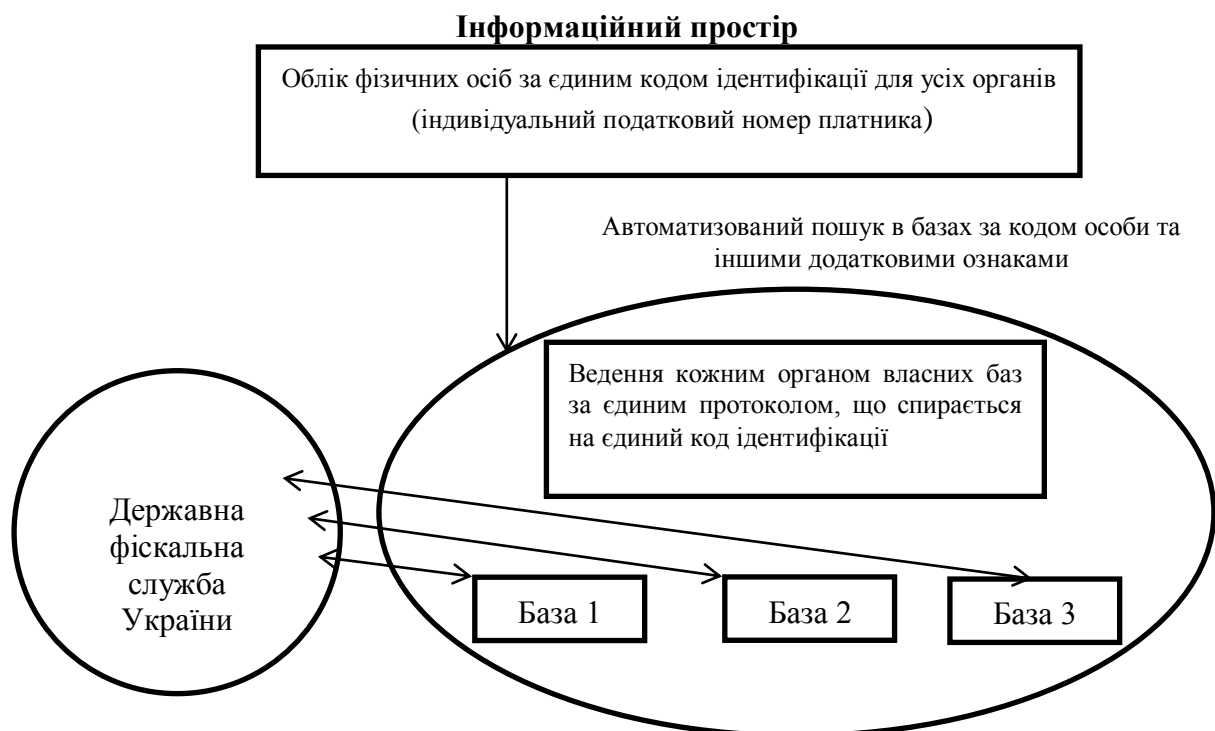 Інформаційний простір
Облік фізичних осіб за єдиним кодом ідентифікації для усіх органів
(індивідуальний податковий номер платника)
Автоматизований пошук в базах за кодом особи та
іншими додатковими ознаками
Ведення кожним органом власних баз
за єдиним протоколом, що спирається
на єдиний код ідентифікації
Державна
фіскальна
служба
України
База 1
База 2
База 3